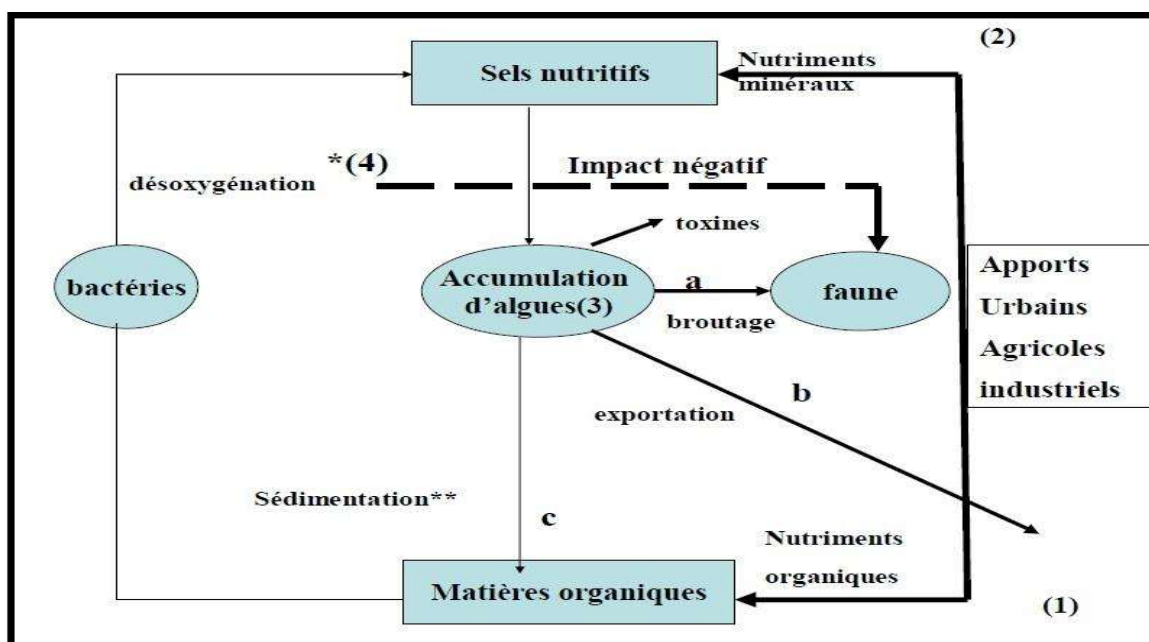 (2)
Sels nutritifs
Nutriments
minéraux
*(4)
Impact négatif
désoxygénation
toxines
bactéries
Accumulation
d'algues(3)
a
broutage
faune
Apports
Urbains
Agricoles
industriels
b
exportation
Sédimentation**
c
Nutriments
organiques
Matières organiques
(1)